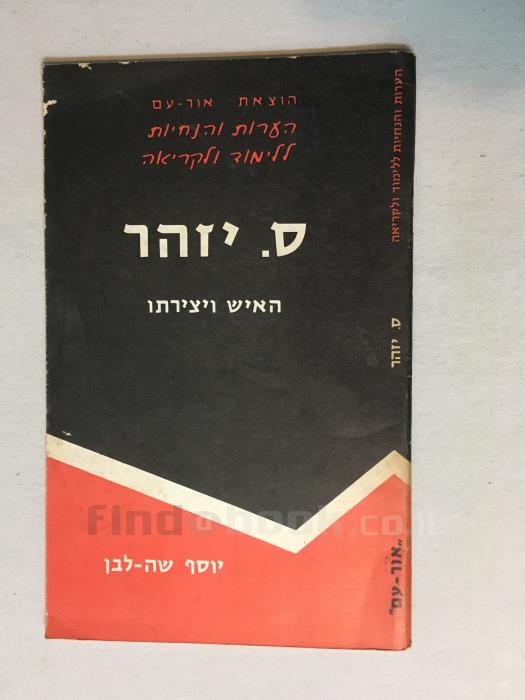 הוצאת אור-עם
הערות והנחיות
ללימוד ולקריאה
ס. יזהר
האיש ויצירתו
יוסף שה-לבן
הערות והנחיות ללימוד ולקריאה
ס. יזהר
"אור-עם"
findabook.co.il